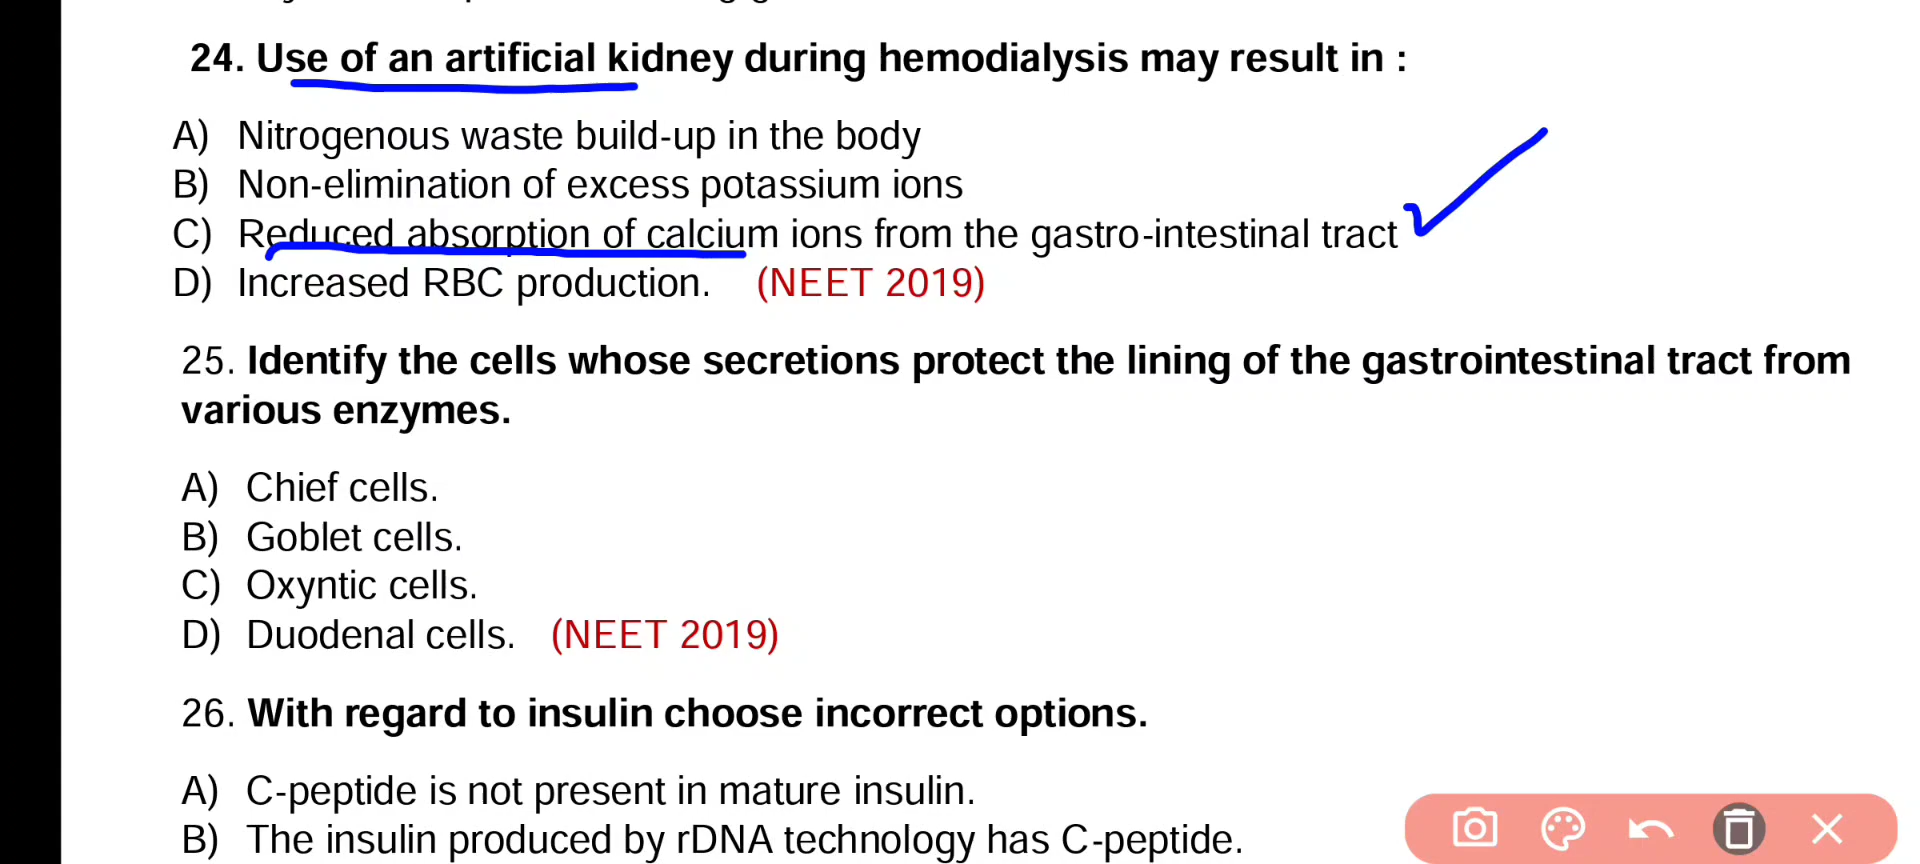 24. Use of an artificial kidney during hemodialysis may result in :
A) Nitrogenous waste build-up in the body
B) Non-elimination of excess potassium ions
C) Reduced absorption of calcium ions from the gastro-intestinal tract
D) Increased RBC production. (NEET 2019)
25. Identify the cells whose secretions protect the lining of the gastrointestinal tract from
various enzymes.
A) Chief cells.
B) Goblet cells.
C) Oxyntic cells.
D) Duodenal cells. (NEET 2019)
26. With regard to insulin choose incorrect options.
A) C-peptide is not present in mature insulin.
B) The insulin produced by rDNA technology has C-peptide.